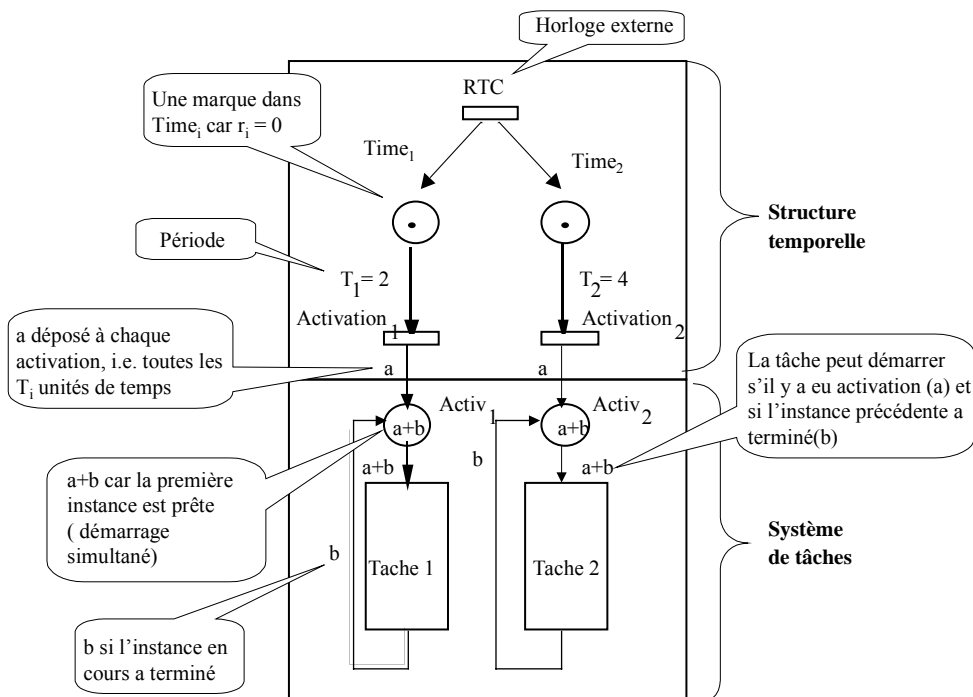 Horloge externe
RTC
Une marque dans
Time_i car r_i = 0
Time_1
Time_2
Structure
temporelle
Période
T_1= 2
T_2= 4
Activation_1
Activation_2
a déposé à chaque
activation, i.e. toutes les
T_i unités de temps
a
a
La tâche peut démarrer
s'il y a eu activation (a) et
si l'instance précédente a
terminé(b)
Activ_1
Activ_2
a+b
a+b
b
a+b
a+b
a+b car la première
instance est prête
( démarrage
simultané)
b
Tache 1
Tache 2
Système
de tâches
b si l'instance en
cours a terminé